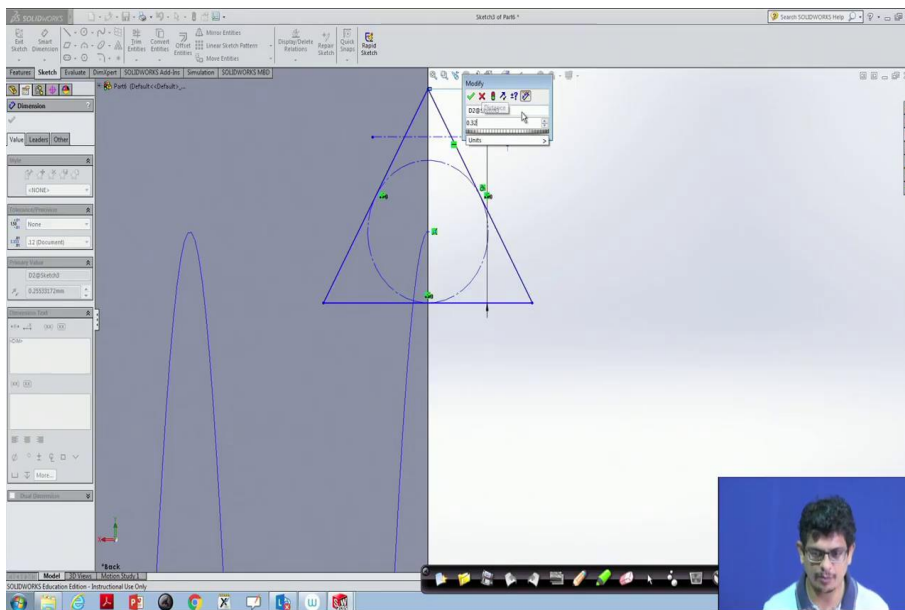 SOLIDWORKS
Sketch3 of Part6 *
Search SOLIDWORKS Help
Exit Sketch
Smart Dimension
Trim Entities
Convert Entities
Offset Entities
Mirror Entities
Linear Sketch Pattern
Move Entities
Display/Delete Relations
Repair Sketch
Quick Snaps
Rapid Sketch
Features Sketch Evaluate DimXpert SOLIDWORKS Add-Ins Simulation SOLIDWORKS MBD
Part6 (Default<<Default>_...
Dimension
Value Leaders Other
Style
<NONE>
Tolerance/Precision
None
.12 (Document)
Primary Value
D2@Sketch3
0.25533172mm
Dimension Text
<DIM>
More...
Dual Dimension
Modify
Distance
0.32
Units
*Back
Model 3D Views Motion Study 1
SOLIDWORKS Education Edition - Instructional Use Only